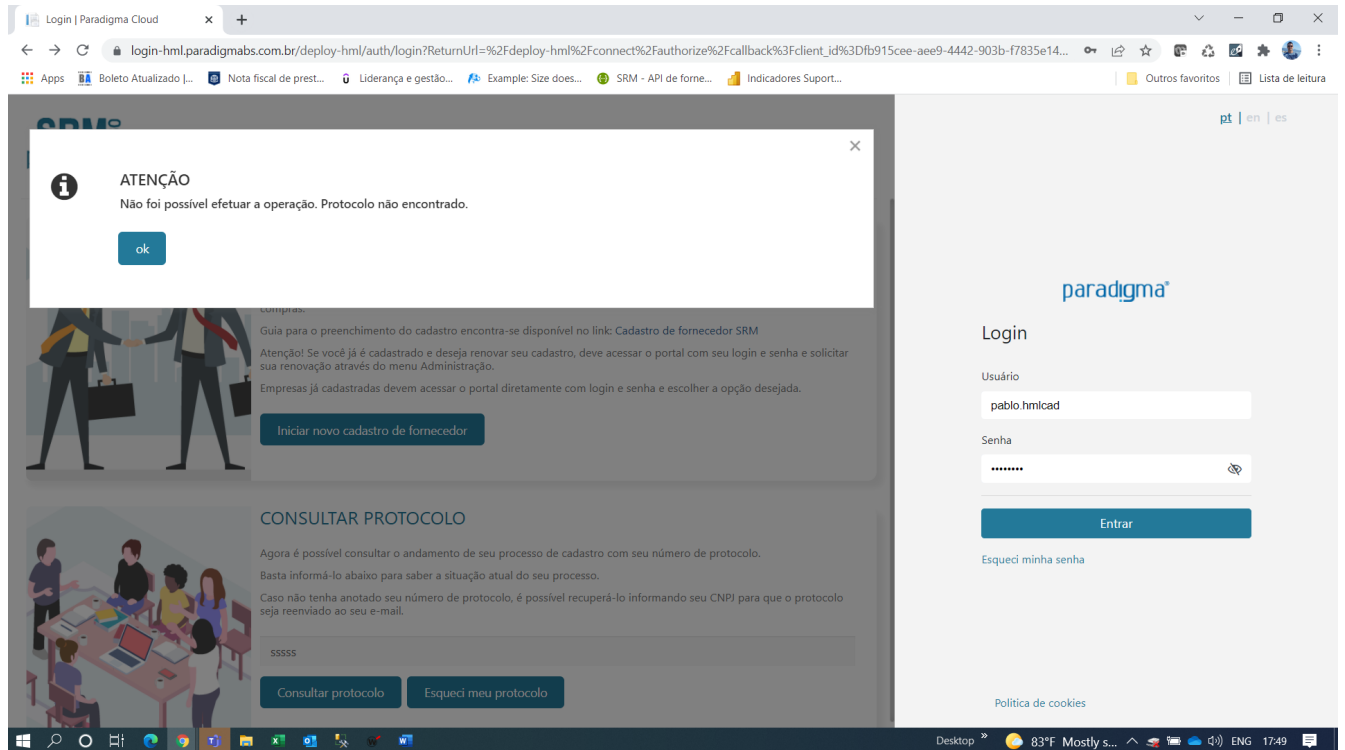 Login | Paradigma Cloud
login-hml.paradigmabs.com.br/deploy-hml/auth/login?ReturnUrl=%2Fdeploy-hml%2Fconnect%2Fauthorize%2Fcallback%3Fclient_id%3Dfb915cee-aee9-4442-903b-f7835e14...
Apps Boleto Atualizado |... Nota fiscal de prest... Liderança e gestão... Example: Size does... SRM - API de forne... Indicadores Suport... Outros favoritos Lista de leitura
pt | en | es
SRM
ATENÇÃO
Não foi possível efetuar a operação. Protocolo não encontrado.
ok
compras.
Guia para o preenchimento do cadastro encontra-se disponível no link: Cadastro de fornecedor SRM
Atenção! Se você já é cadastrado e deseja renovar seu cadastro, deve acessar o portal com seu login e senha e solicitar
sua renovação através do menu Administração.
Empresas já cadastradas devem acessar o portal diretamente com login e senha e escolher a opção desejada.
Iniciar novo cadastro de fornecedor
CONSULTAR PROTOCOLO
Agora é possível consultar o andamento de seu processo de cadastro com seu número de protocolo.
Basta informá-lo abaixo para saber a situação atual do seu processo.
Caso não tenha anotado seu número de protocolo, é possível recuperá-lo informando seu CNPJ para que o protocolo
seja reenviado ao seu e-mail.
sssss
Consultar protocolo Esqueci meu protocolo
paradigma
Login
Usuário
pablo.hmlcad
Senha
••••••••
Entrar
Esqueci minha senha
Politica de cookies
Desktop 83°F Mostly s... ENG 17:49